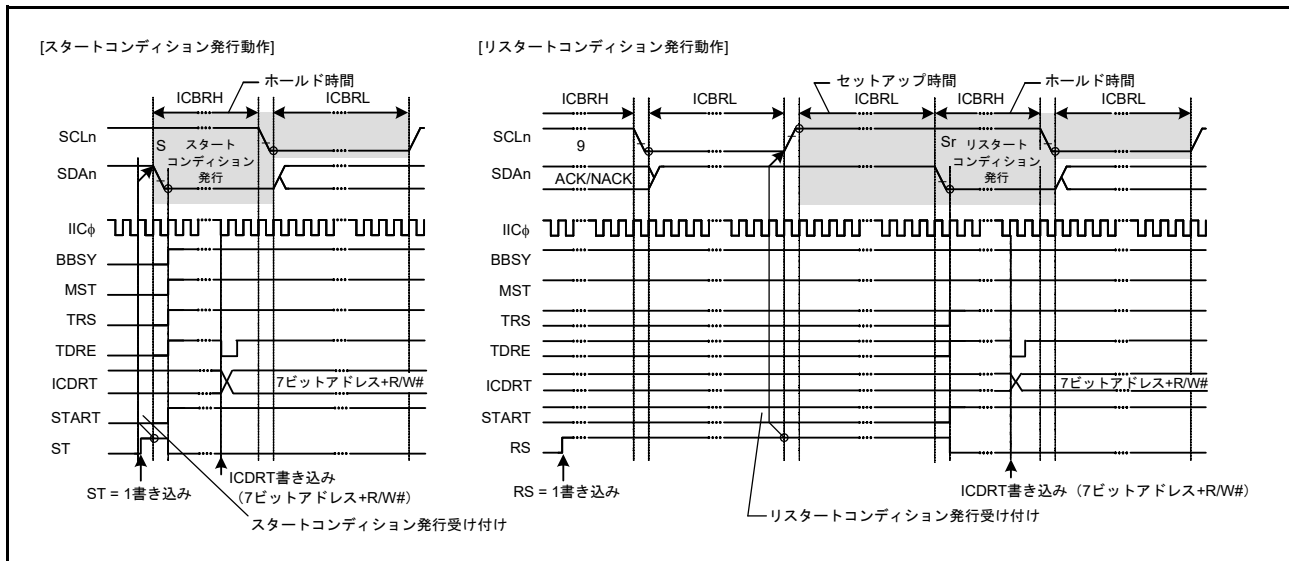 [スタートコンディション発行動作]
ホールド時間
ICBRH
ICBRL
SCLn
S
スタート
コンディション
発行
SDAn
IICφ
BBSY
MST
TRS
TDRE
ICDRT
7ビットアドレス+R/W#
START
ST
ST = 1書き込み
ICDRT書き込み
（7ビットアドレス+R/W#）
スタートコンディション発行受け付け
[リスタートコンディション発行動作]
セットアップ時間
ホールド時間
ICBRH
ICBRL
ICBRL
ICBRH
ICBRL
SCLn
9
Sr
リスタート
コンディション
発行
SDAn
ACK/NACK
IICφ
BBSY
MST
TRS
TDRE
ICDRT
7ビットアドレス+R/W#
START
RS
RS = 1書き込み
ICDRT書き込み（7ビットアドレス+R/W#）
リスタートコンディション発行受け付け